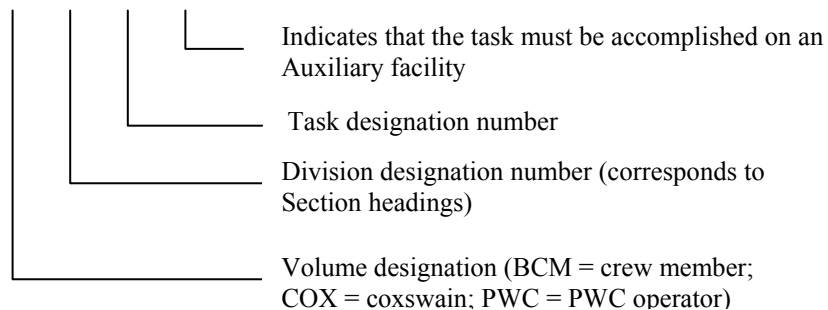 Indicates that the task must be accomplished on an
Auxiliary facility
Task designation number
Division designation number (corresponds to
Section headings)
Volume designation (BCM = crew member;
COX = coxswain; PWC = PWC operator)